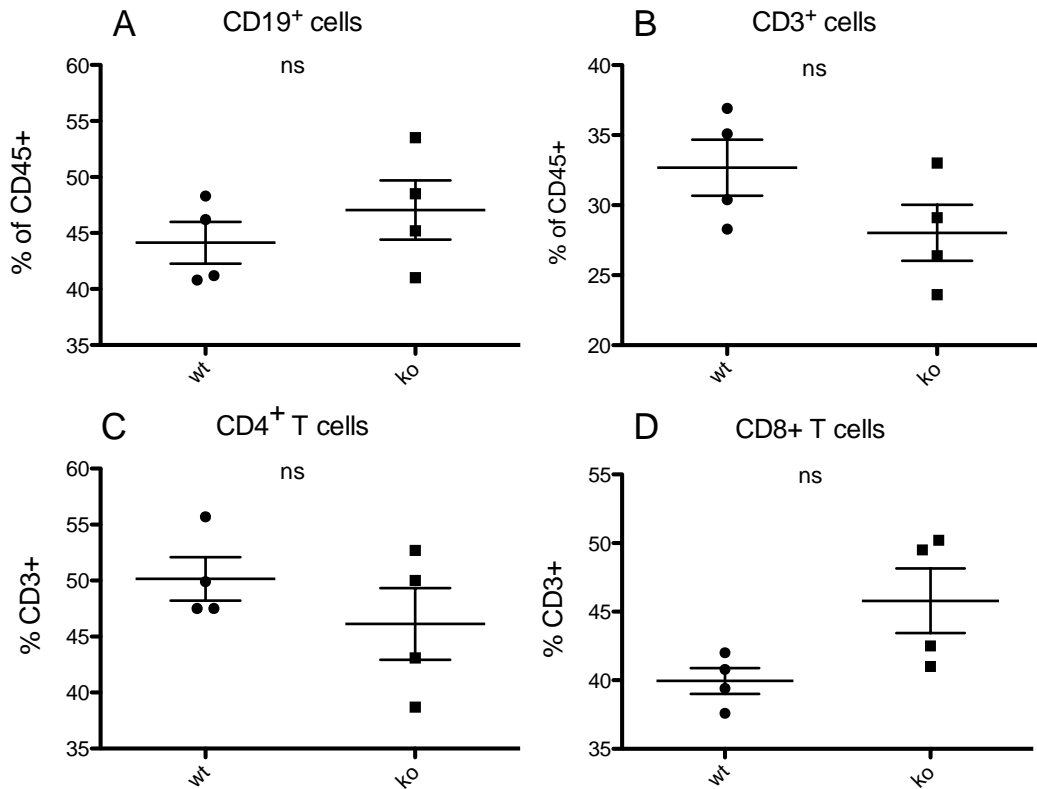 A CD19+ cells
ns
% of CD45+
60
55
50
45
40
35
wt ko
B CD3+ cells
ns
% of CD45+
40
35
30
25
20
wt ko
C CD4+ T cells
ns
% CD3+
60
55
50
45
40
35
wt ko
D CD8+ T cells
ns
% CD3+
55
50
45
40
35
wt ko